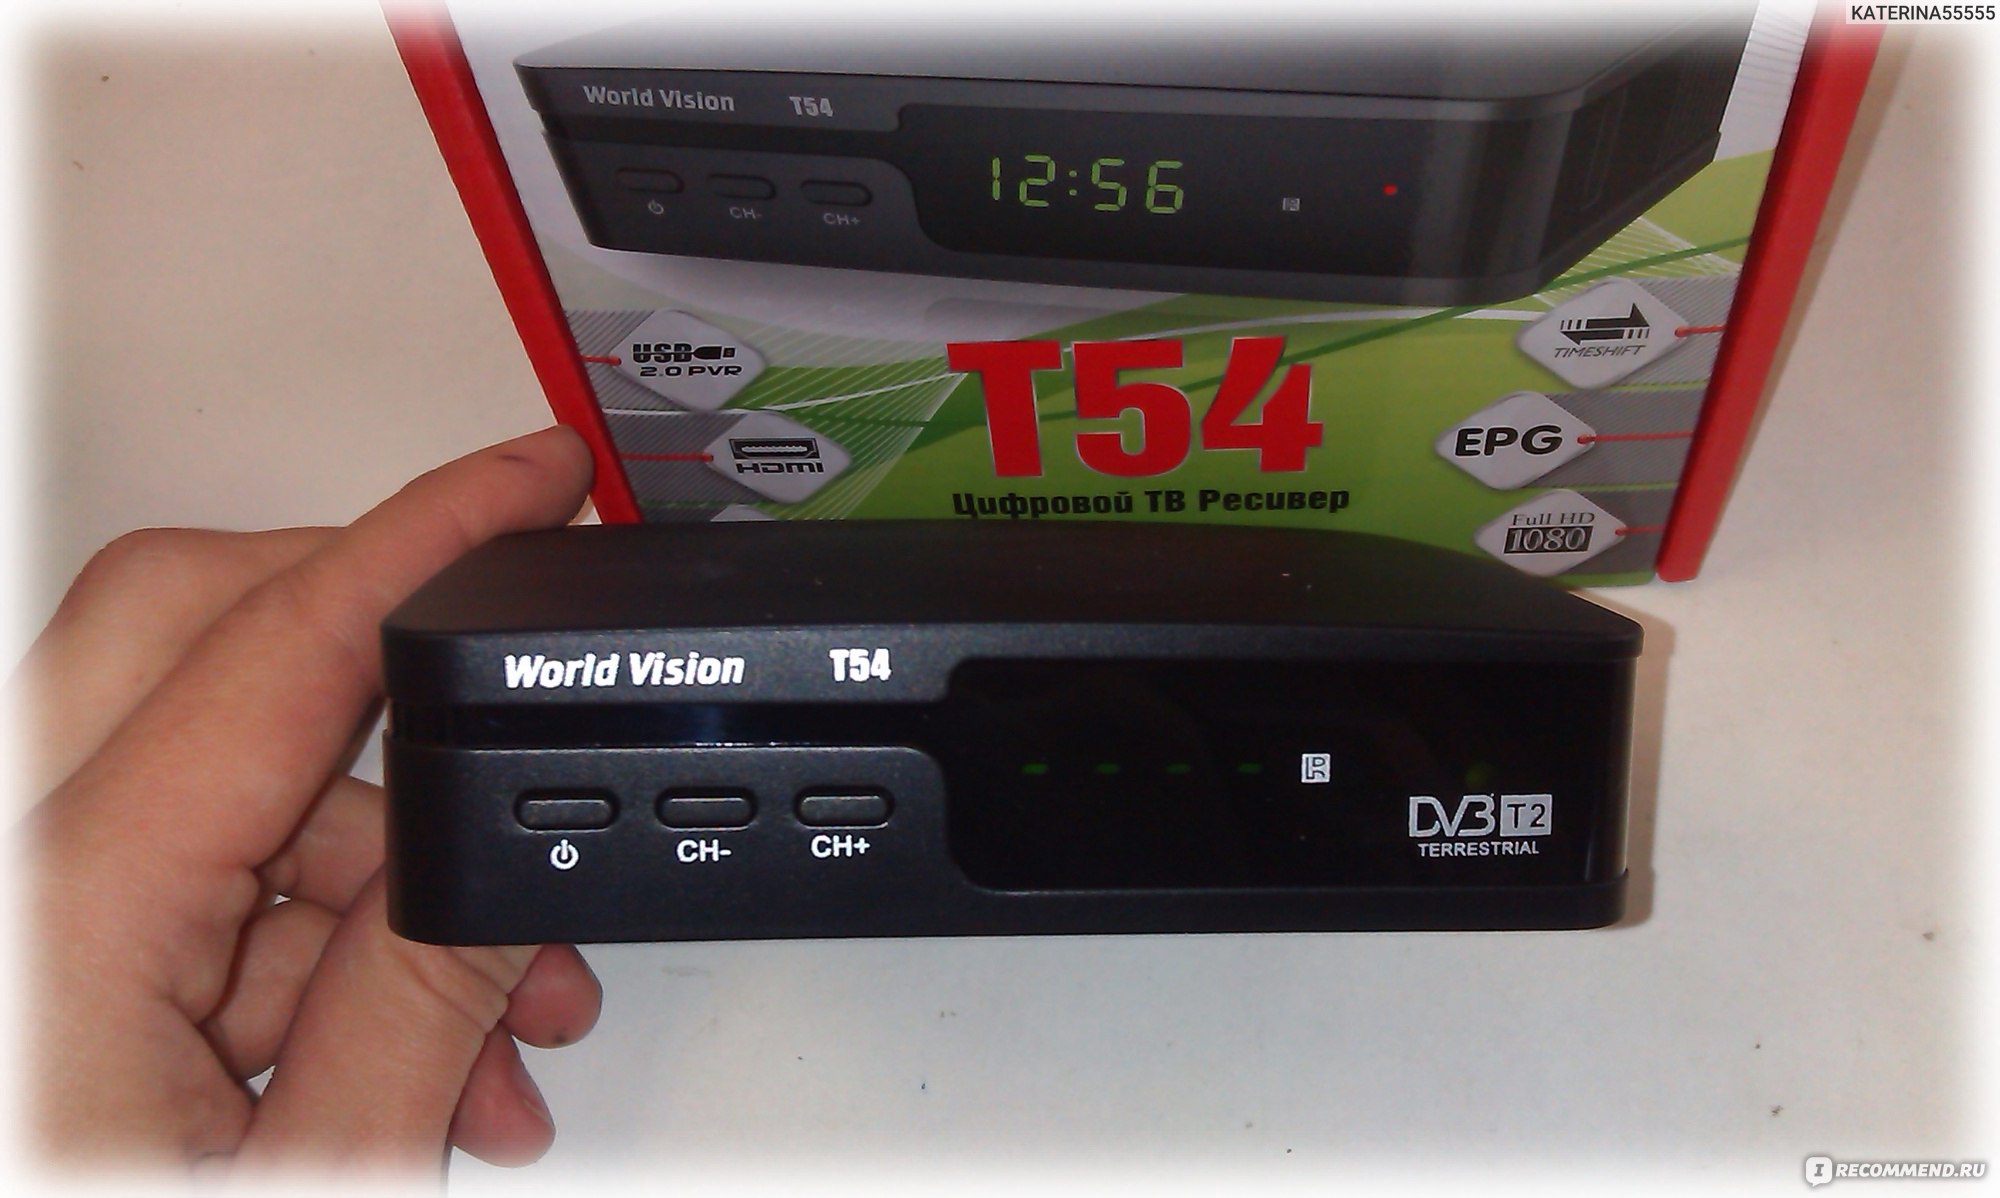 KATERINA55555
World Vision T54
12:56
CH- CH+
USB
2.0 PVR
HDMI
T54
Цифровой ТВ Ресивер
TIMESHIFT
EPG
Full HD
1080
World Vision T54
R
DVB T2
TERRESTRIAL
CH- CH+
IRECOMMEND.RU